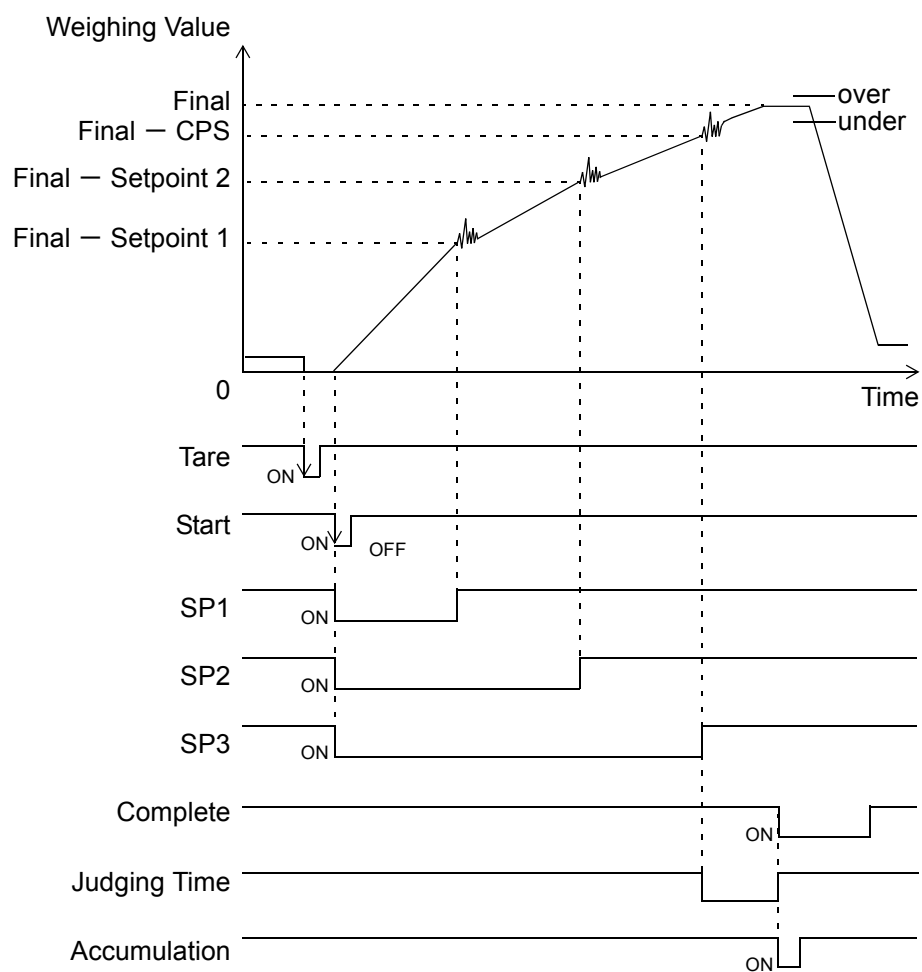 Weighing Value
Final
over
Final － CPS
under
Final － Setpoint 2
Final － Setpoint 1
0
Time
Tare
ON
Start
ON
OFF
SP1
ON
SP2
ON
SP3
ON
Complete
ON
Judging Time
Accumulation
ON